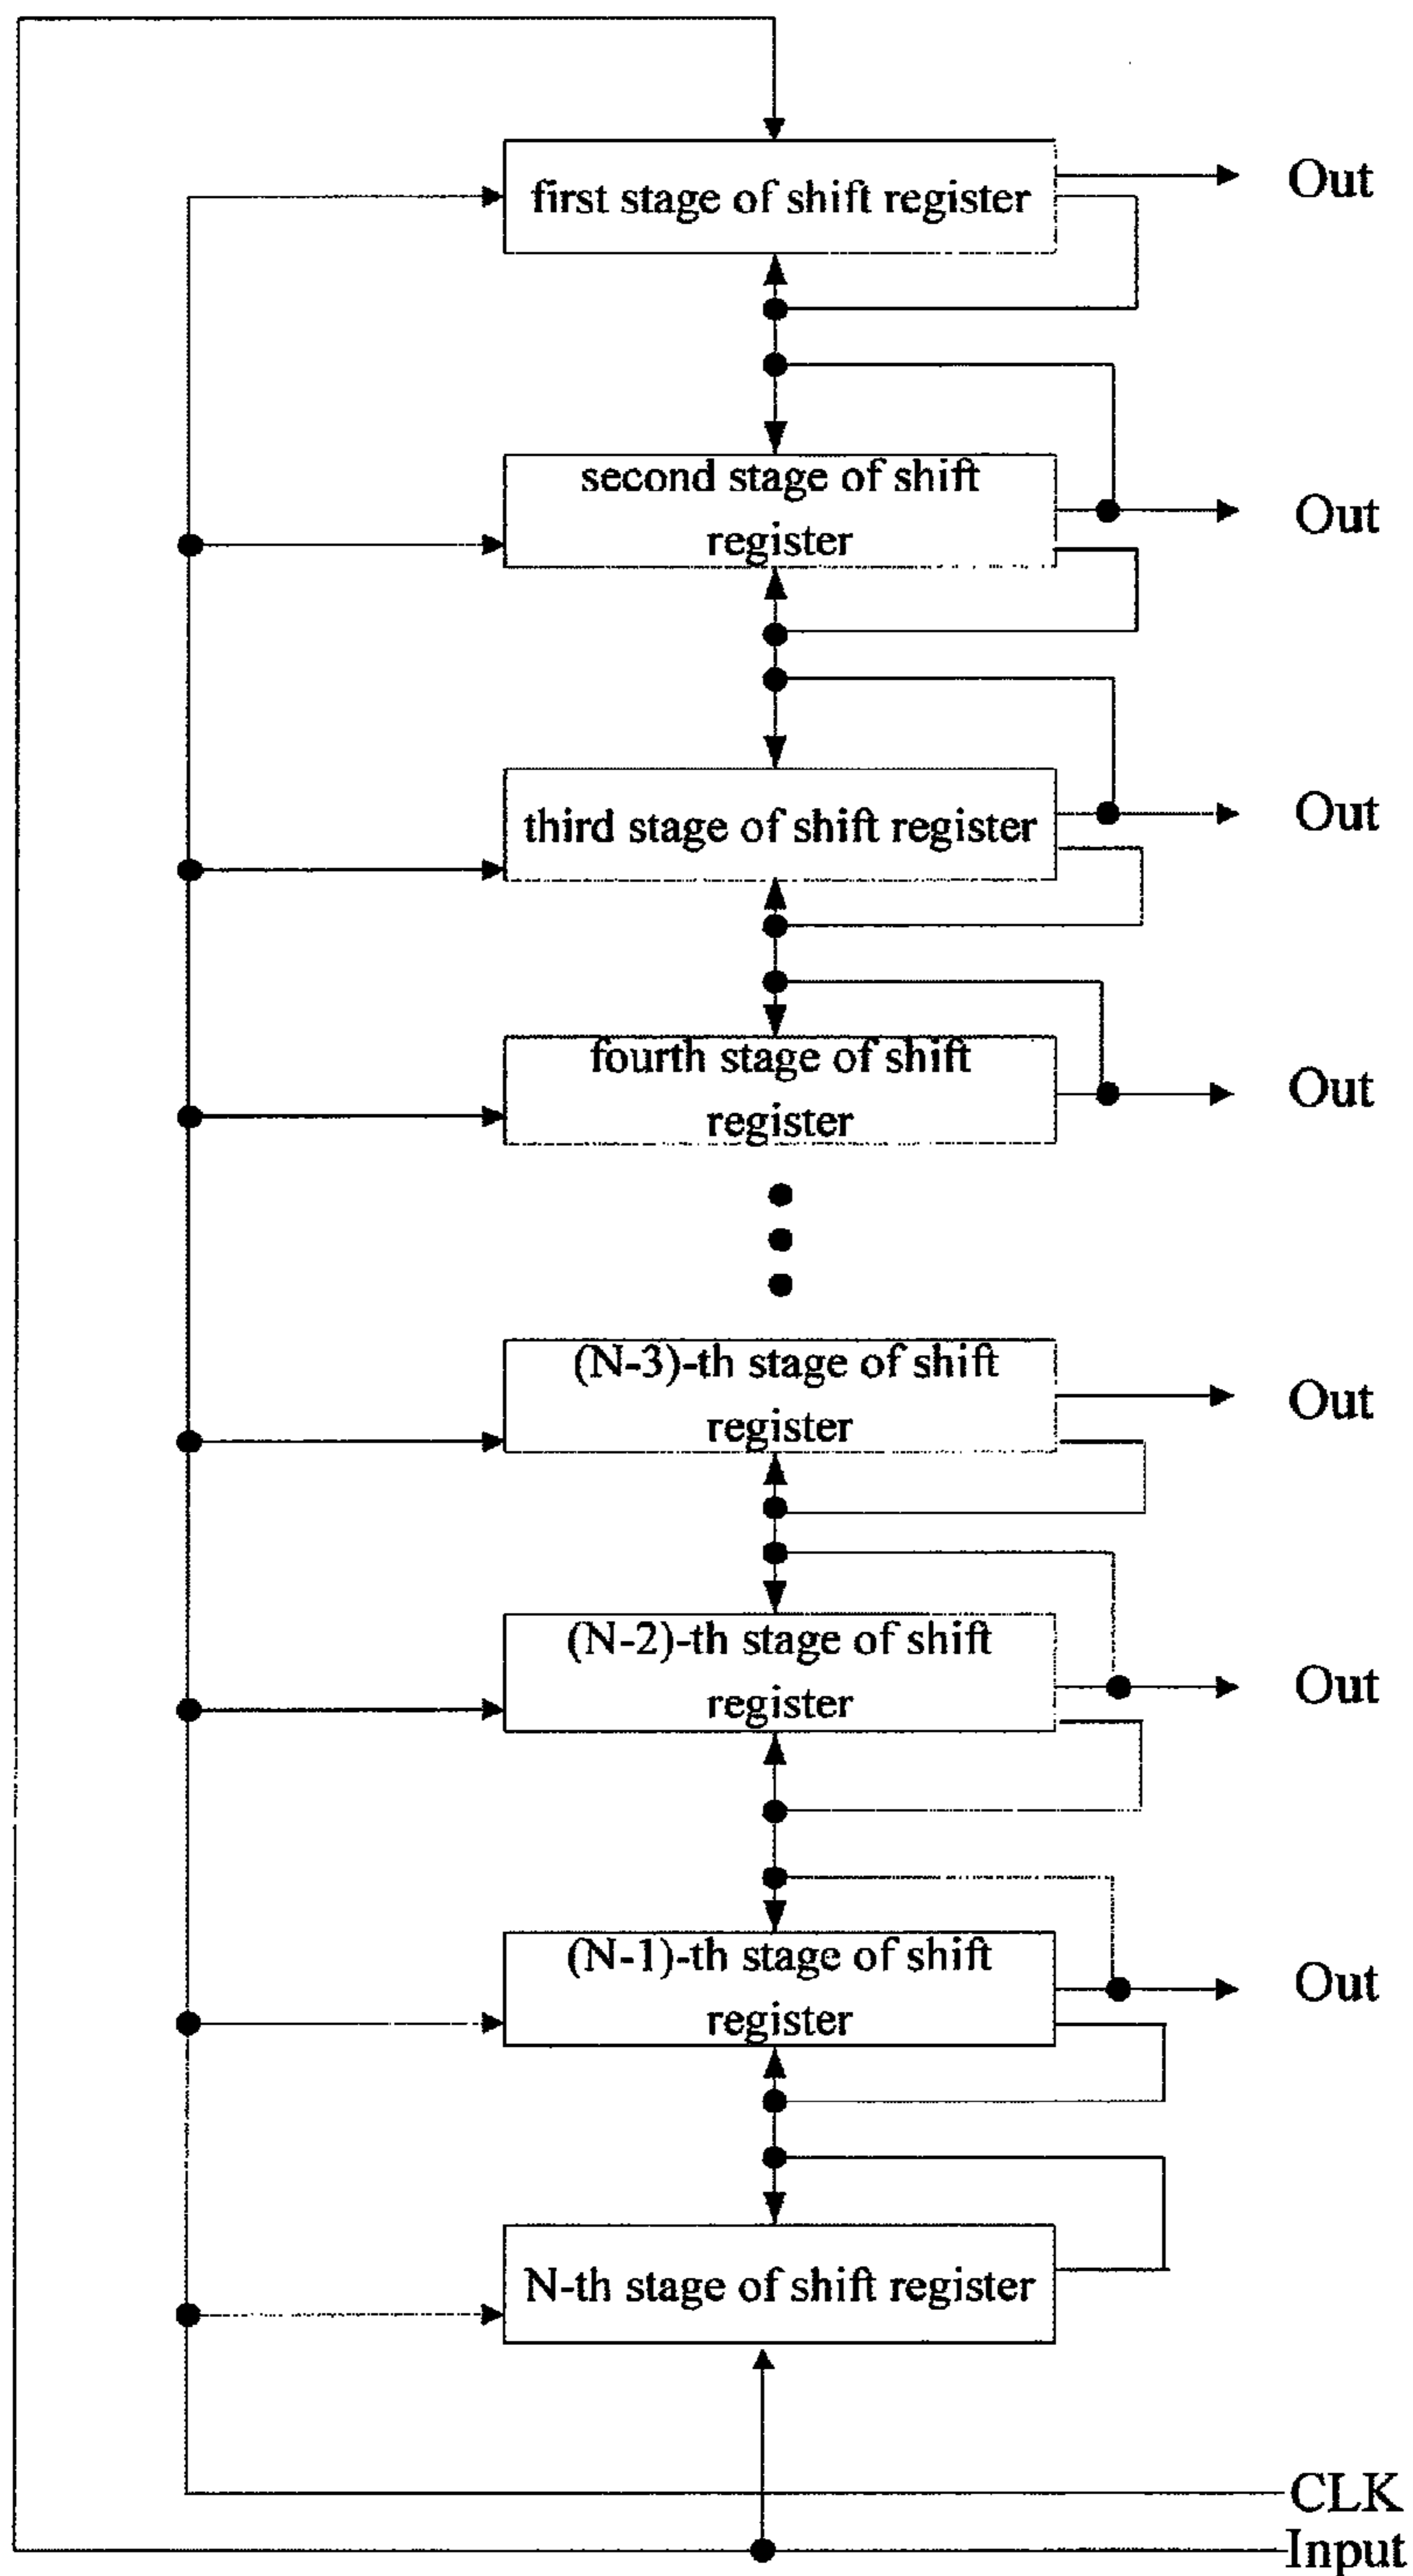 first stage of shift register
Out
second stage of shift
register
Out
third stage of shift register
Out
fourth stage of shift
register
Out
(N-3)-th stage of shift
register
Out
(N-2)-th stage of shift
register
Out
(N-1)-th stage of shift
register
Out
N-th stage of shift register
CLK
Input